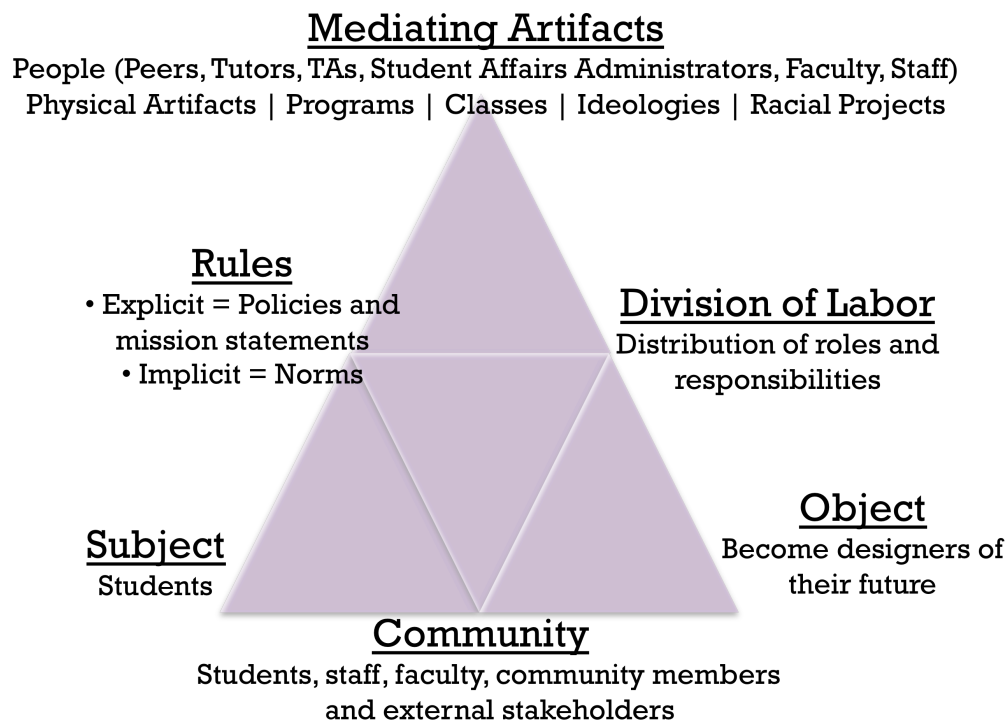 Mediating Artifacts
People (Peers, Tutors, TAs, Student Affairs Administrators, Faculty, Staff)
Physical Artifacts | Programs | Classes | Ideologies | Racial Projects
Rules
• Explicit = Policies and
mission statements
• Implicit = Norms
Division of Labor
Distribution of roles and
responsibilities
Subject
Students
Object
Become designers of
their future
Community
Students, staff, faculty, community members
and external stakeholders